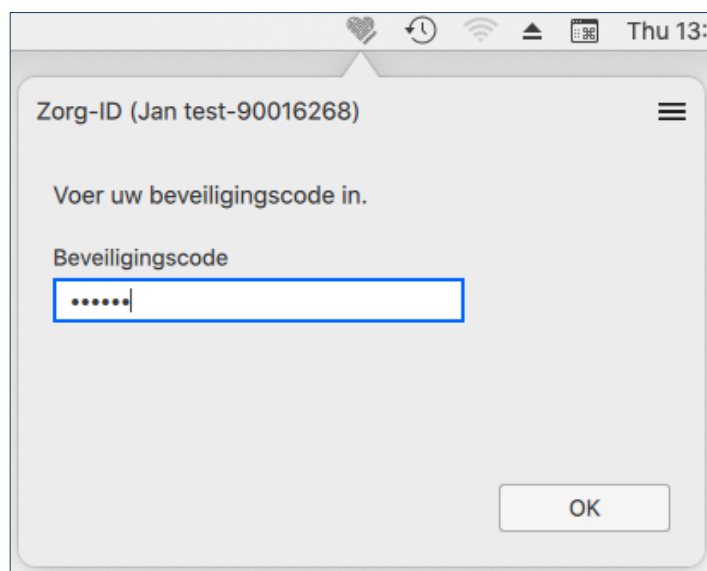 Thu 13:
Zorg-ID (Jan test-90016268)
Voer uw beveiligingscode in.
Beveiligingscode
••••••
OK